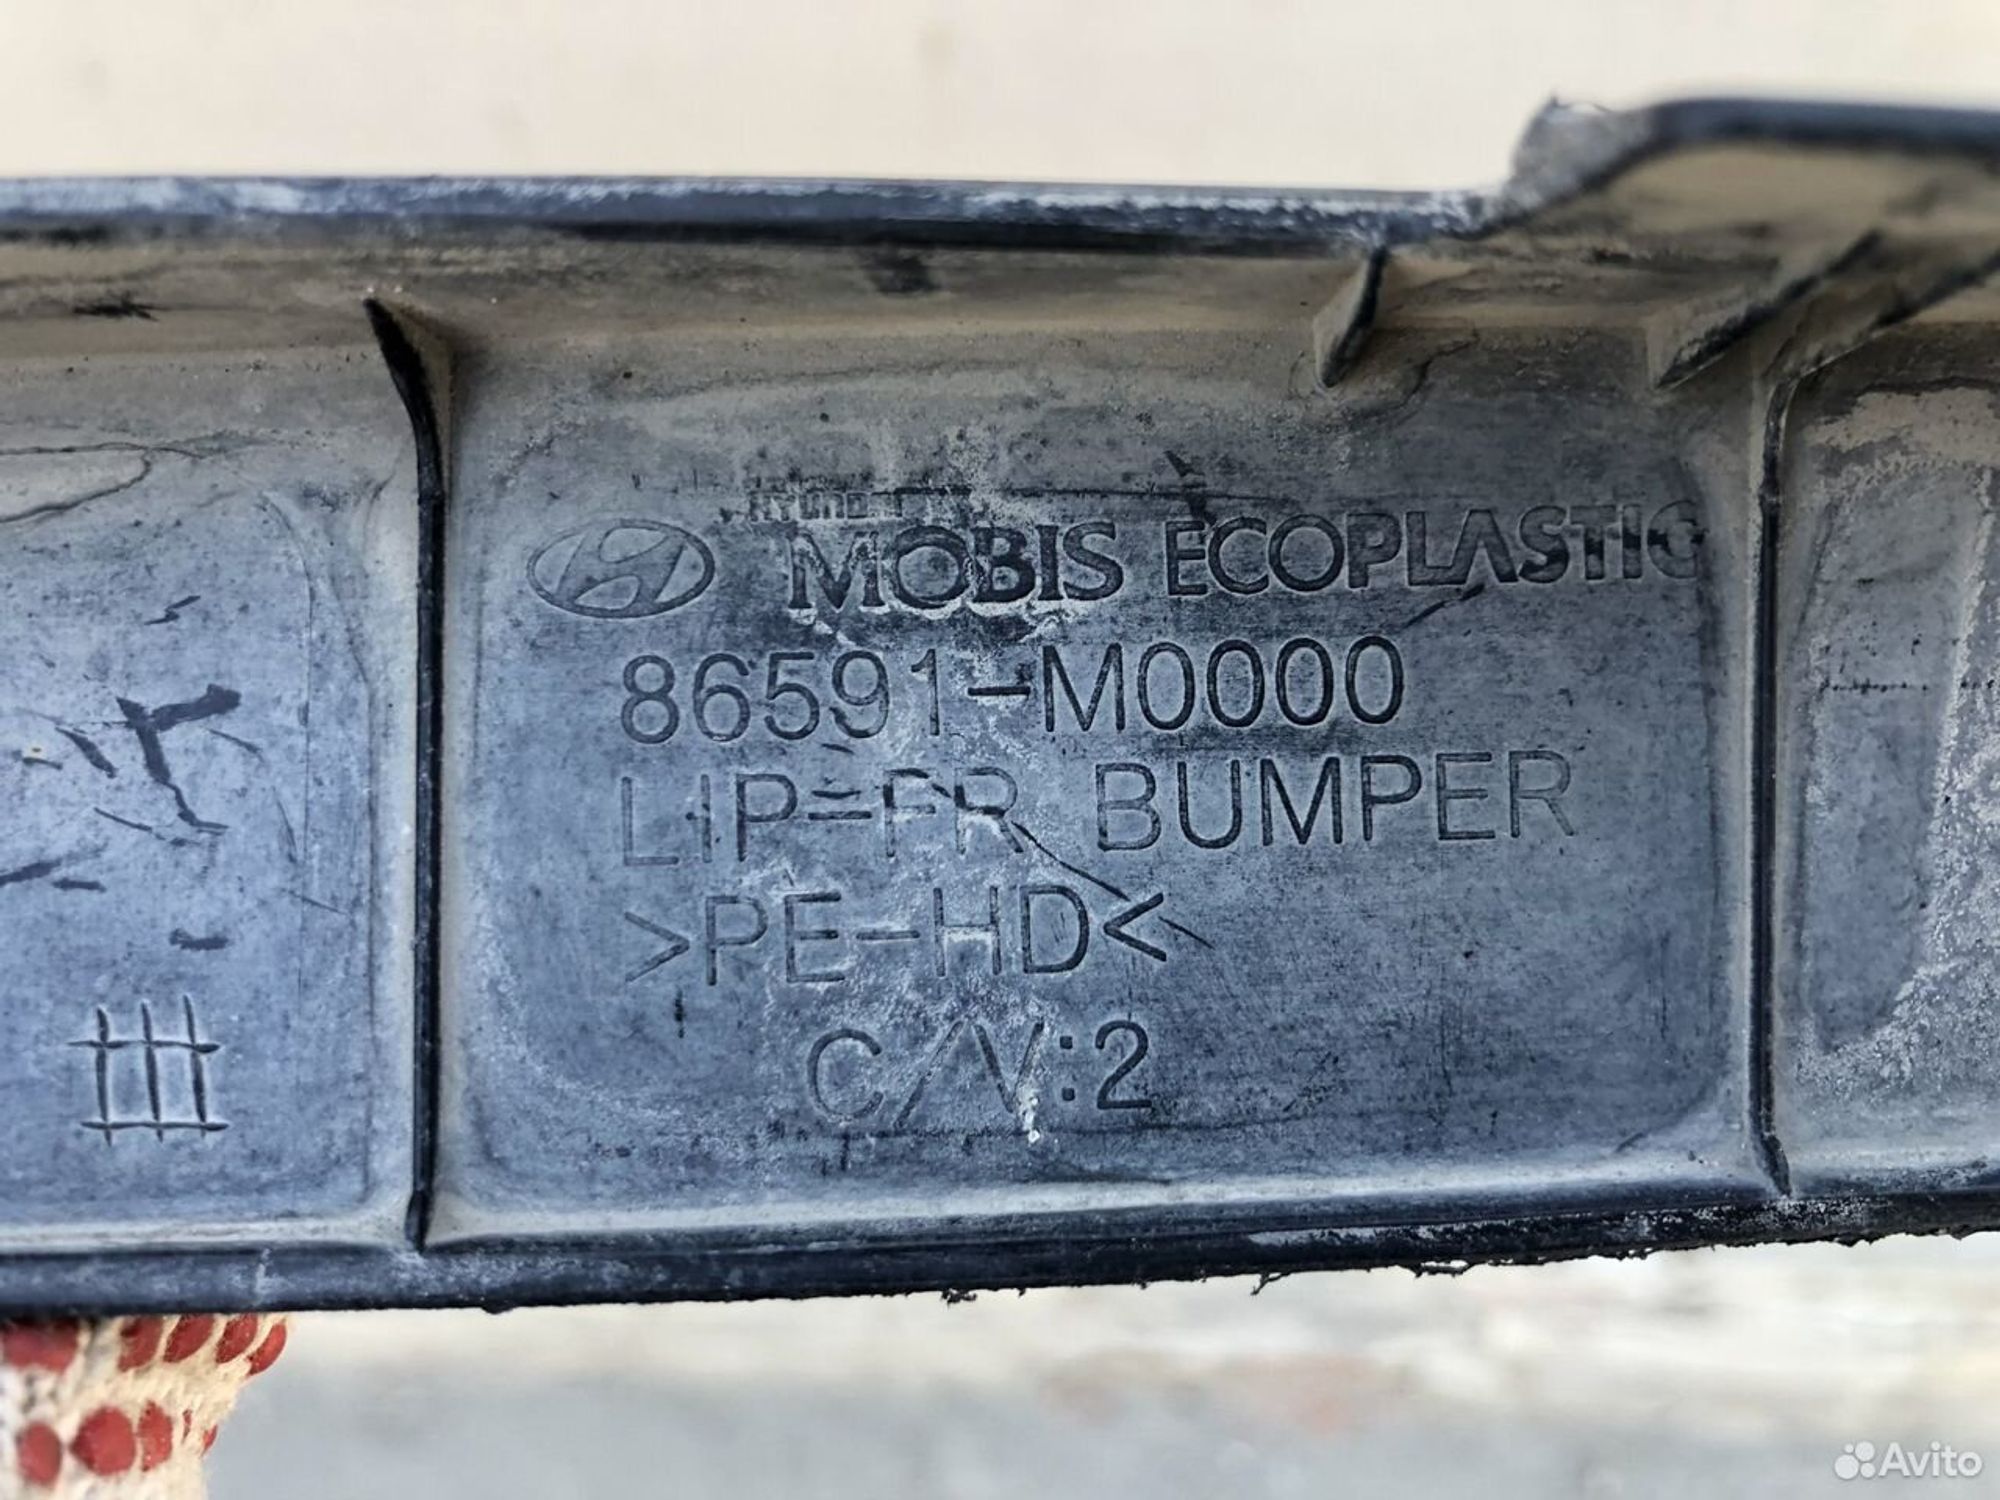 MOBIS ECOPLASTIC
86591-M0000
LIP-FR BUMPER
>PE-HD<
C/V:2
Avito